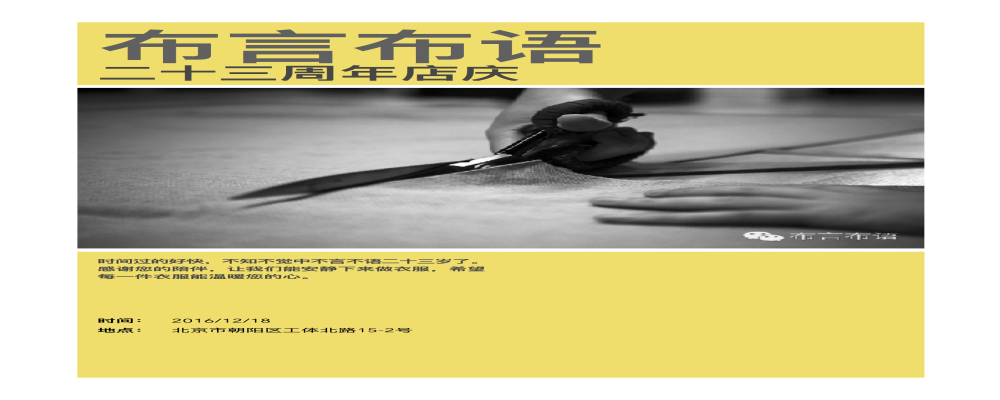 布言布语
二十三周年店庆
布言布语
时间过的好快，不知不觉中不言不语二十三岁了。
感谢您的陪伴，让我们能安静下来做衣服，希望
每一件衣服能温暖您的心。
时间： 2016/12/18
地点： 北京市朝阳区工体北路15-2号